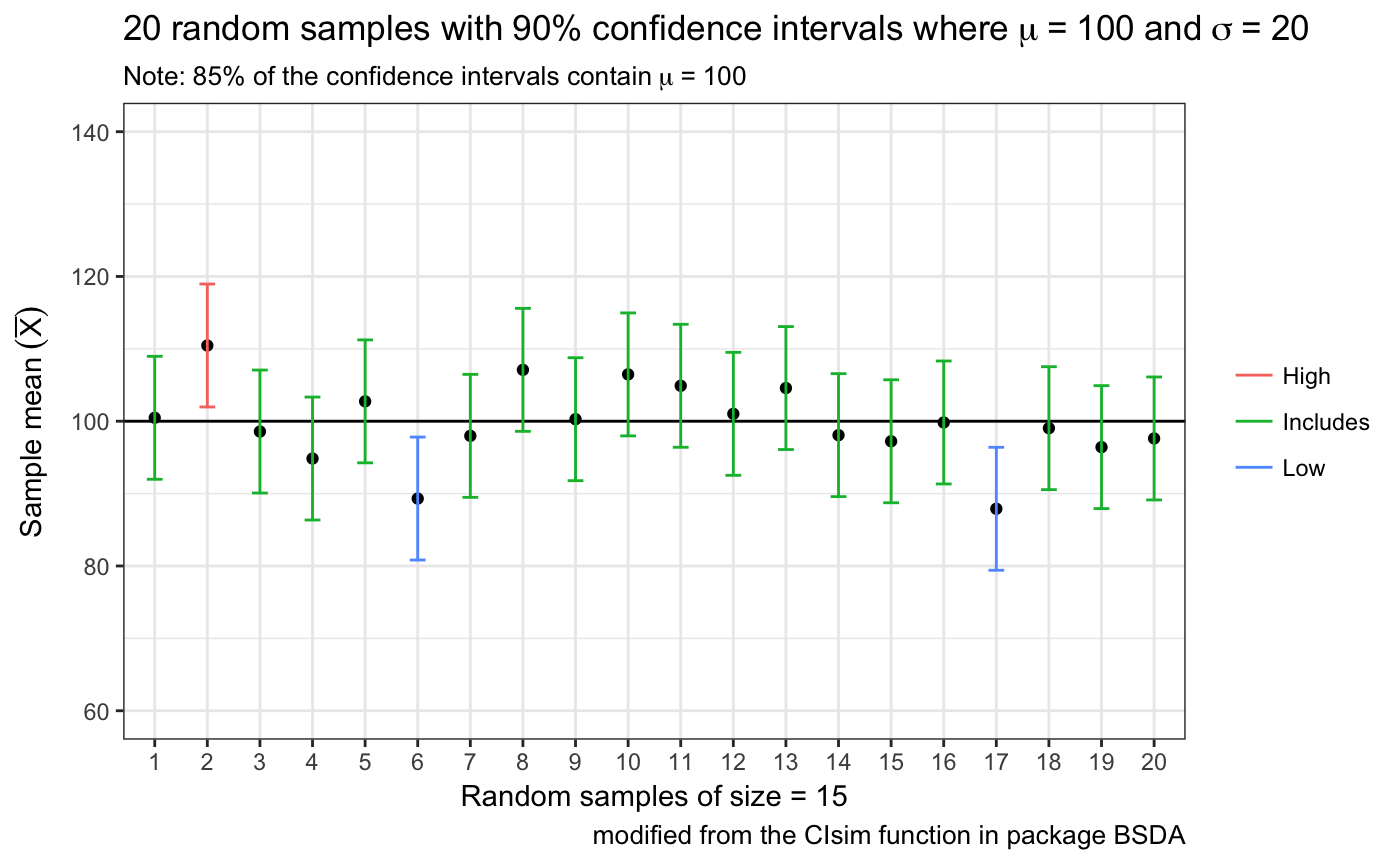 20 random samples with 90% confidence intervals where μ = 100 and σ = 20
Note: 85% of the confidence intervals contain μ = 100
140
120
100
80
60
Sample mean (X̅)
1 2 3 4 5 6 7 8 9 10 11 12 13 14 15 16 17 18 19 20
Random samples of size = 15
modified from the CIsim function in package BSDA
High
Includes
Low